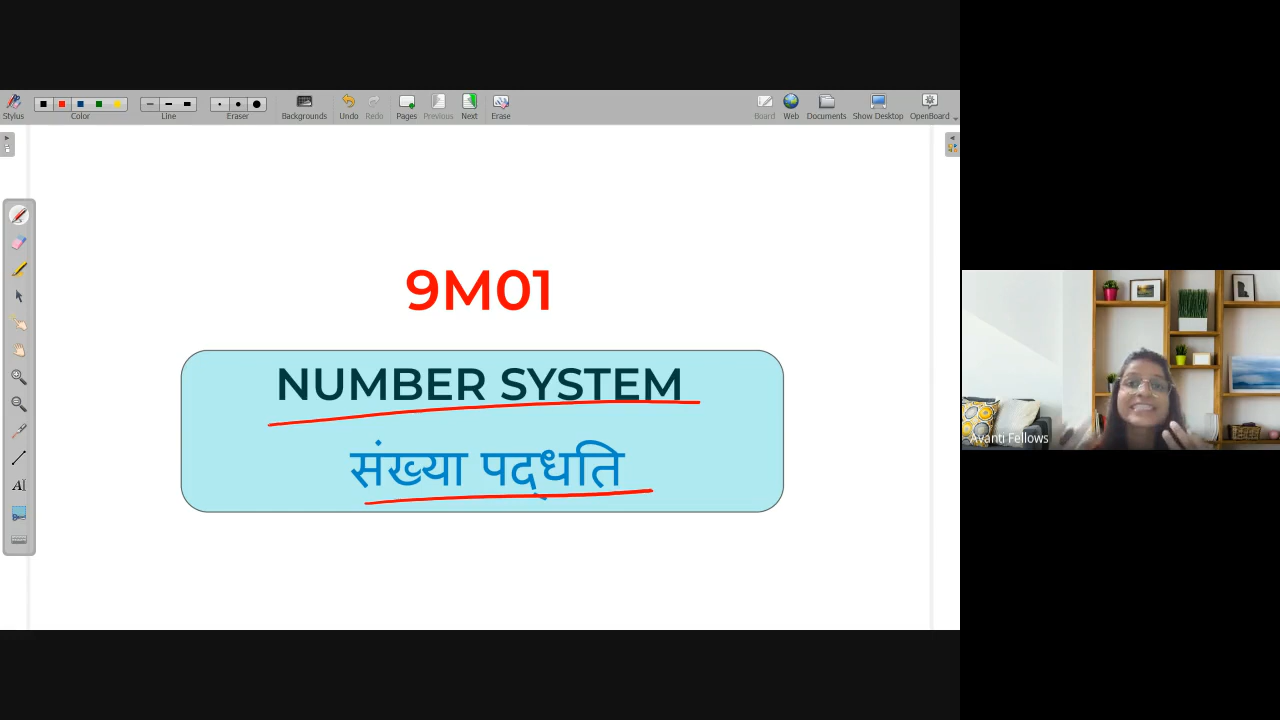 Stylus Color Line Eraser Backgrounds Undo Redo Pages Previous Next Erase Board Web Documents Show Desktop OpenBoard
9M01
NUMBER SYSTEM
संख्या पद्धति
AI
Avanti Fellows